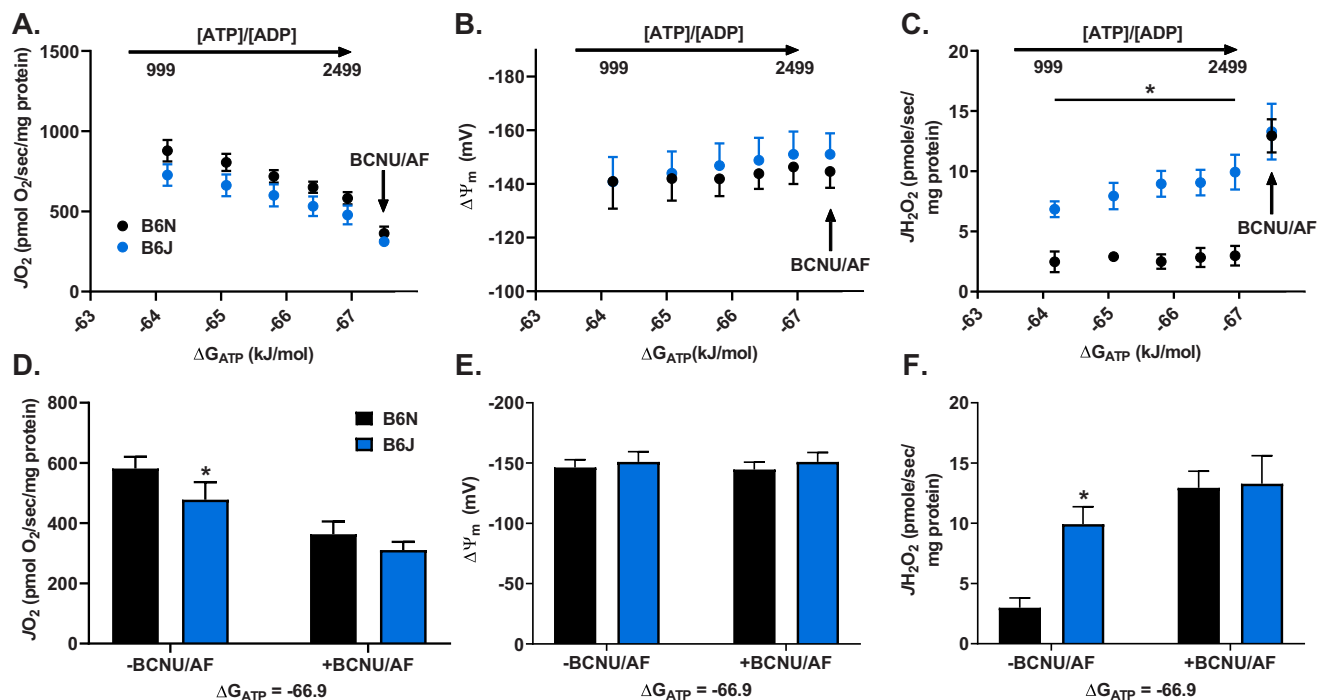 A.
[ATP]/[ADP]
999 2499
1500
1000
500
0
JO₂ (pmol O₂/sec/mg protein)
BCNU/AF
B6N
B6J
-63 -64 -65 -66 -67
ΔG_ATP (kJ/mol)
B.
[ATP]/[ADP]
999 2499
-180
-160
-140
-120
-100
ΔΨₘ (mV)
BCNU/AF
-63 -64 -65 -66 -67
ΔG_ATP(kJ/mol)
C.
[ATP]/[ADP]
999 2499
*
20
15
10
5
0
JH₂O₂ (pmole/sec/
mg protein)
BCNU/AF
-63 -64 -65 -66 -67
ΔG_ATP (kJ/mol)
D.
800
600
400
200
0
JO₂ (pmol O₂/sec/mg protein)
B6N
B6J
*
-BCNU/AF +BCNU/AF
ΔG_ATP = -66.9
E.
-200
-150
-100
-50
0
ΔΨₘ (mV)
-BCNU/AF +BCNU/AF
ΔG_ATP = -66.9
F.
20
15
10
5
0
JH₂O₂ (pmole/sec/
mg protein)
*
-BCNU/AF +BCNU/AF
ΔG_ATP = -66.9